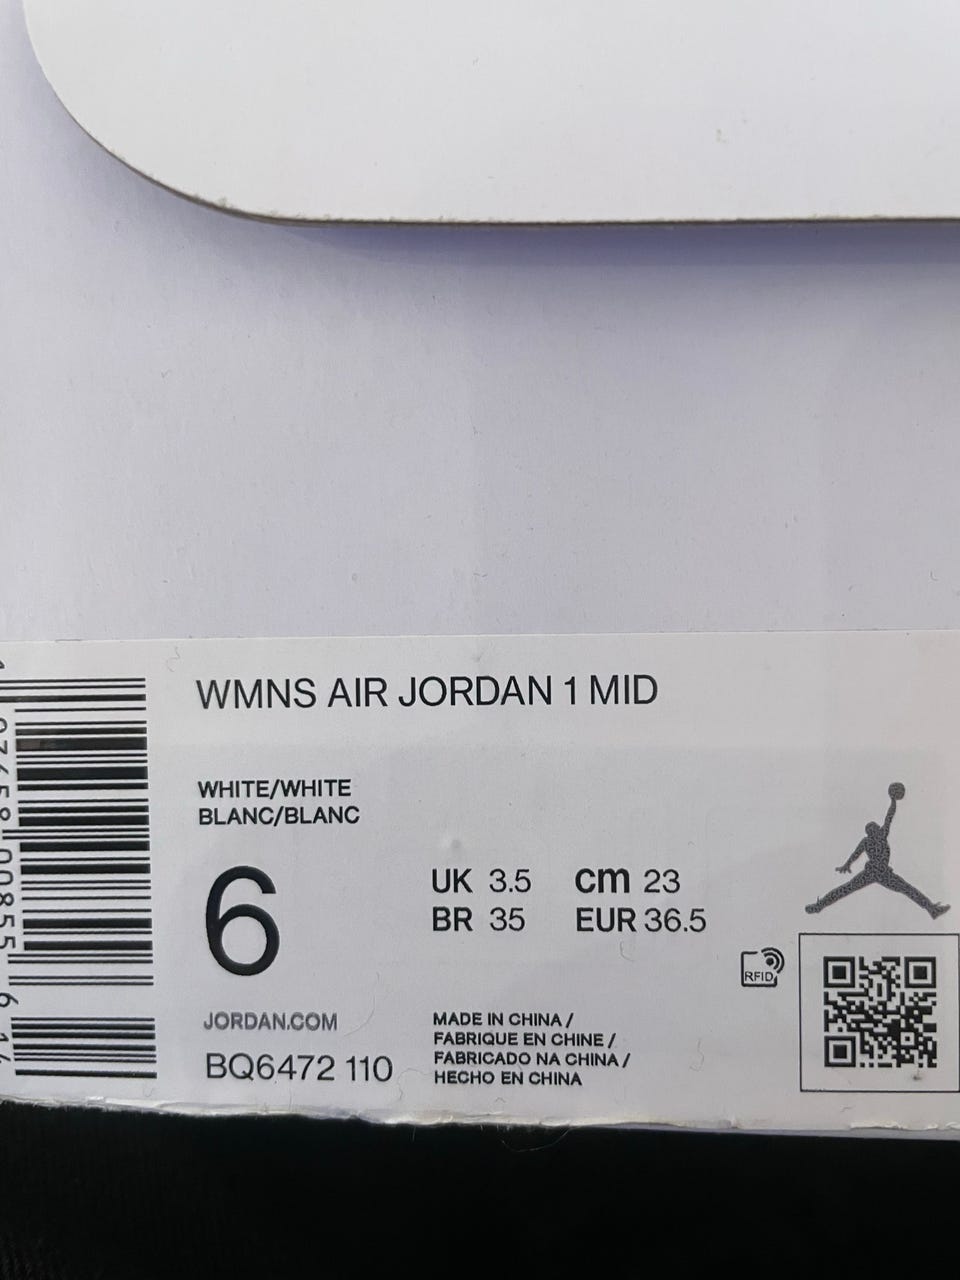 WMNS AIR JORDAN 1 MID
WHITE/WHITE
BLANC/BLANC
6
UK 3.5 cm 23
BR 35 EUR 36.5
RFID
JORDAN.COM
BQ6472 110
MADE IN CHINA /
FABRIQUE EN CHINE /
FABRICADO NA CHINA /
HECHO EN CHINA